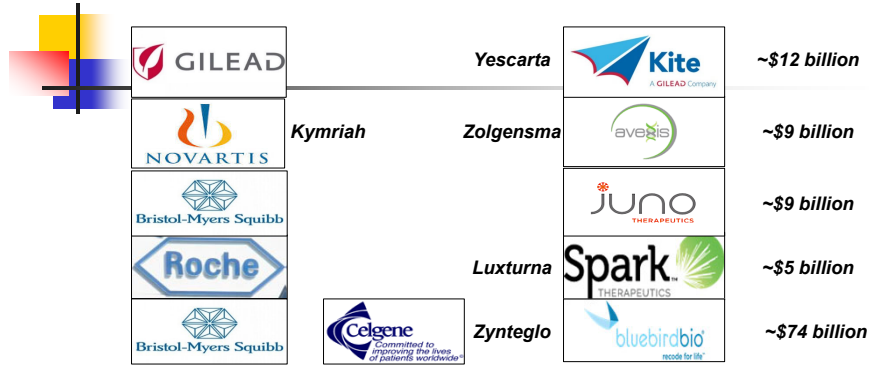 GILEAD
Yescarta
Kite
A GILEAD Company
~$12 billion
NOVARTIS
Kymriah
Zolgensma
avexis
~$9 billion
Bristol-Myers Squibb
juno
THERAPEUTICS
~$9 billion
Roche
Luxturna
Spark™
THERAPEUTICS
~$5 billion
Bristol-Myers Squibb
Celgene
Committed to
improving the lives
of patients worldwide®
Zynteglo
bluebirdbio®
recode for life™
~$74 billion